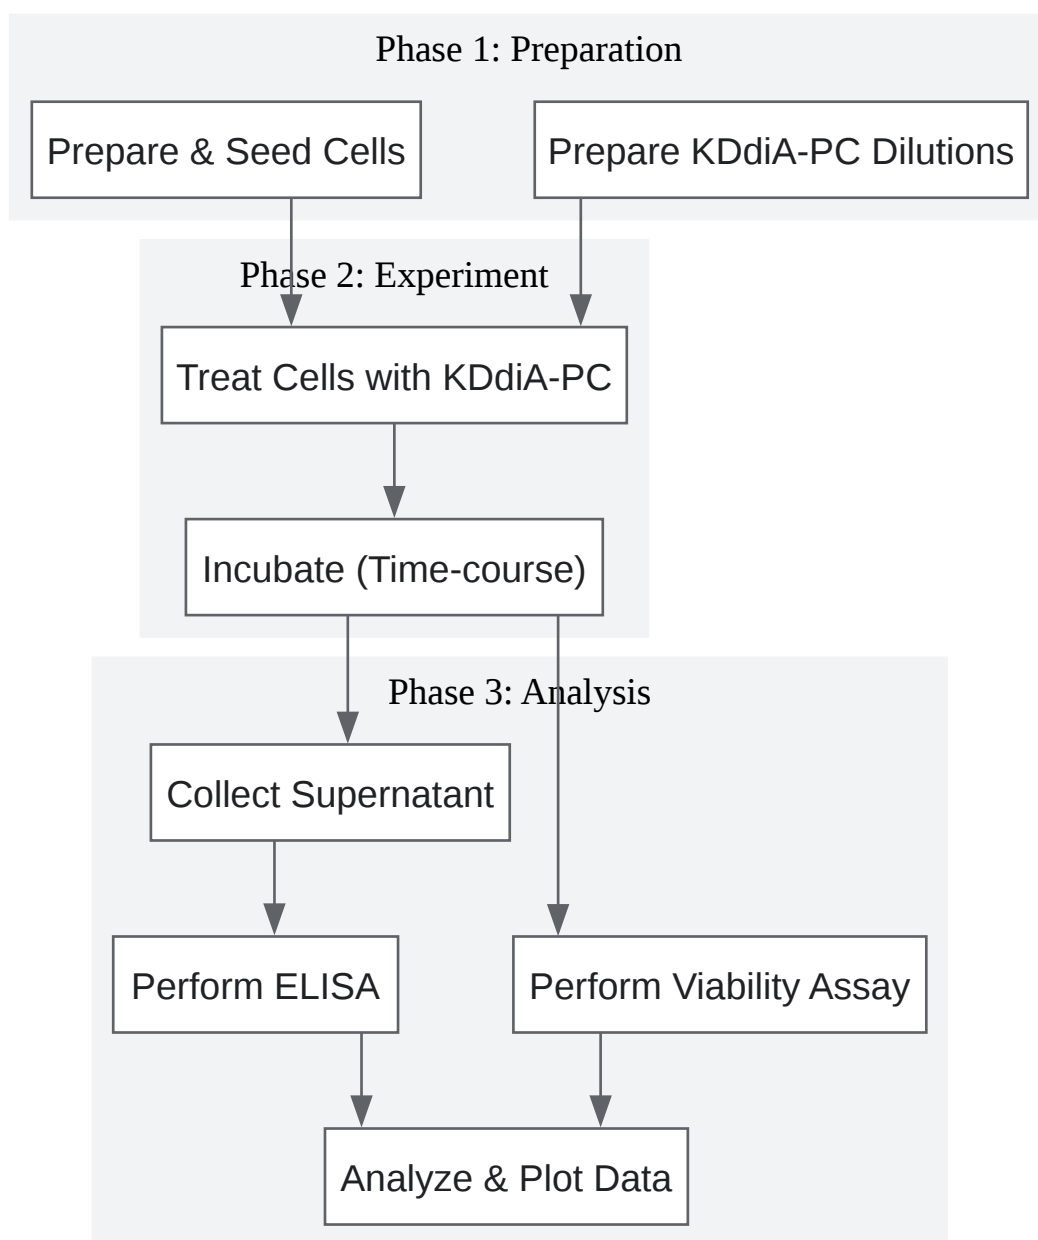 Phase 1: Preparation
Prepare & Seed Cells
Prepare KDdiA-PC Dilutions
Phase 2: Experiment
Treat Cells with KDdiA-PC
Incubate (Time-course)
Phase 3: Analysis
Collect Supernatant
Perform ELISA
Perform Viability Assay
Analyze & Plot Data